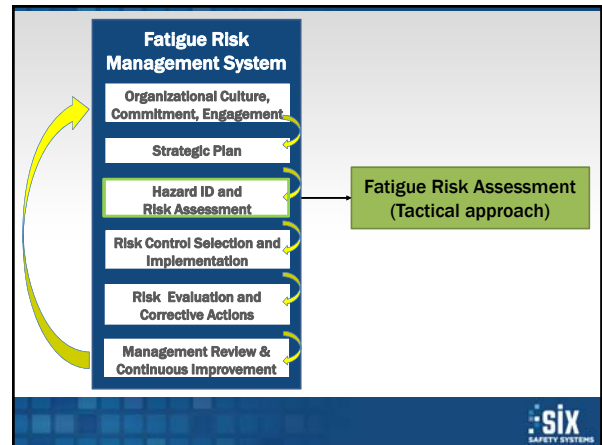 Fatigue Risk
Management System
Organizational Culture,
Commitment, Engagement
Strategic Plan
Hazard ID and
Risk Assessment
Risk Control Selection and
Implementation
Risk Evaluation and
Corrective Actions
Management Review &
Continuous Improvement
Fatigue Risk Assessment
(Tactical approach)
six
SAFETY SYSTEMS